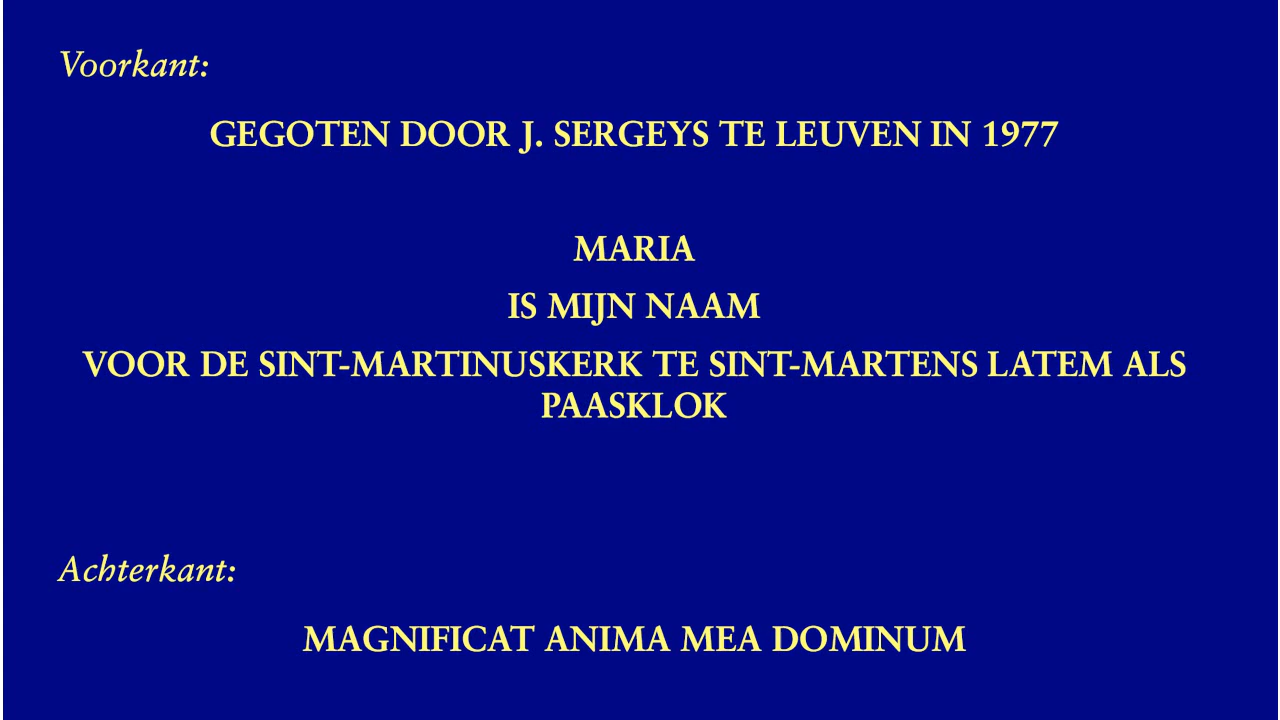 Voorkant:
GEGOTEN DOOR J. SERGEYS TE LEUVEN IN 1977
MARIA
IS MIJN NAAM
VOOR DE SINT-MARTINUSKERK TE SINT-MARTENS LATEM ALS
PAASKLOK
Achterkant:
MAGNIFICAT ANIMA MEA DOMINUM